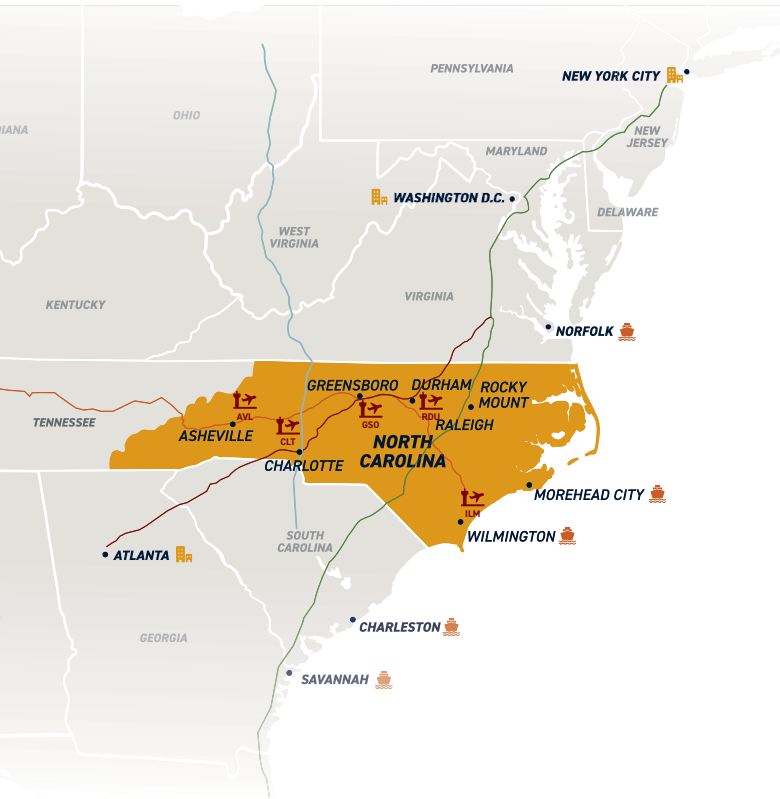 PENNSYLVANIA
NEW YORK CITY
OHIO
IANA
NEW
JERSEY
MARYLAND
WASHINGTON D.C.
DELAWARE
WEST
VIRGINIA
VIRGINIA
KENTUCKY
NORFOLK
GREENSBORO
DURHAM
ROCKY
MOUNT
AVL
GSO
RDU
TENNESSEE
ASHEVILLE
CLT
RALEIGH
NORTH
CAROLINA
CHARLOTTE
MOREHEAD CITY
ILM
WILMINGTON
SOUTH
CAROLINA
ATLANTA
CHARLESTON
GEORGIA
SAVANNAH